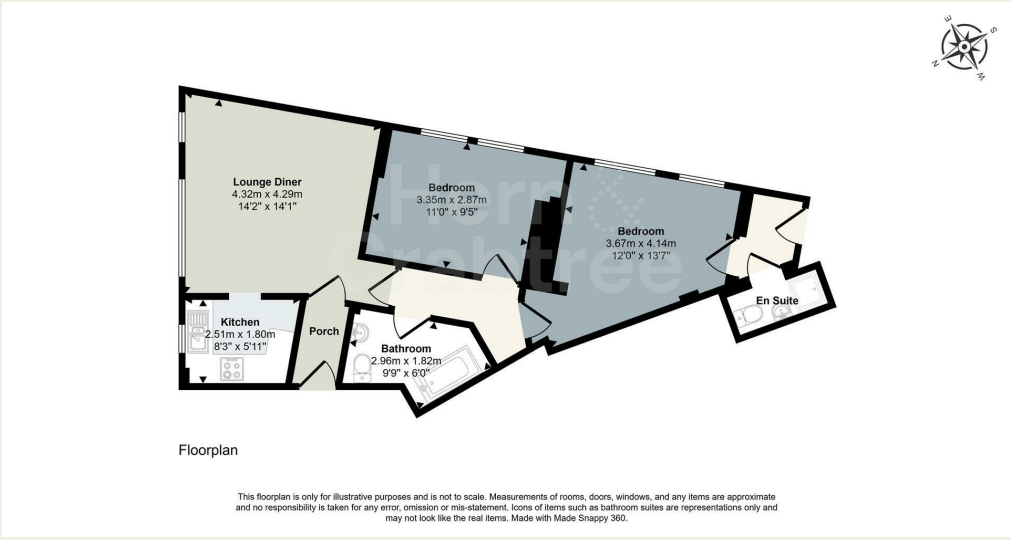 E
S
N
W
Lounge Diner
4.32m x 4.29m
14'2" x 14'1"
Bedroom
3.35m x 2.87m
11'0" x 9'5"
Bedroom
3.67m x 4.14m
12'0" x 13'7"
En Suite
Kitchen
2.51m x 1.80m
8'3" x 5'11"
Porch
Bathroom
2.96m x 1.82m
9'9" x 6'0"
Hern &
Crabtree
Floorplan
This floorplan is only for illustrative purposes and is not to scale. Measurements of rooms, doors, windows, and any items are approximate
and no responsibility is taken for any error, omission or mis-statement. Icons of items such as bathroom suites are representations only and
may not look like the real items. Made with Made Snappy 360.